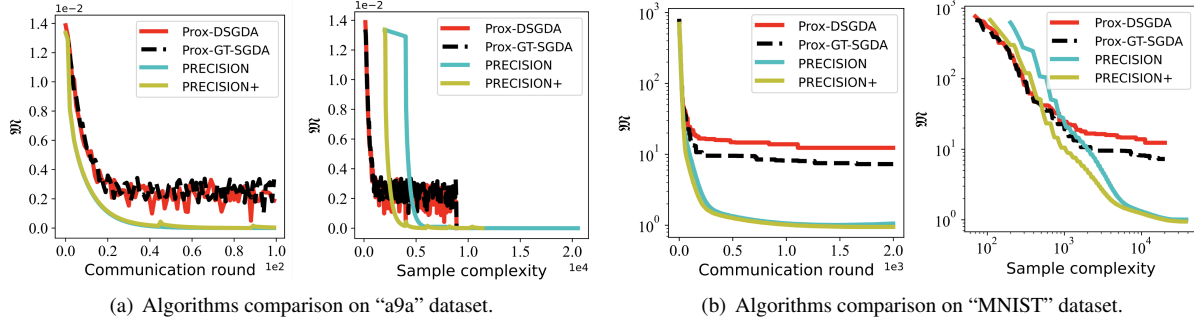 1e−2
1.4
1.2
1.0
0.8
0.6
0.4
0.2
0.0
𝔐
Prox-DSGDA
Prox-GT-SGDA
PRECISION
PRECISION+
0.0 0.2 0.4 0.6 0.8 1.0
Communication round 1e2
1e−2
1.4
1.2
1.0
0.8
0.6
0.4
0.2
0.0
𝔐
Prox-DSGDA
Prox-GT-SGDA
PRECISION
PRECISION+
0.0 0.5 1.0 1.5 2.0
Sample complexity 1e4
(a) Algorithms comparison on “a9a” dataset.
10³
10²
10¹
10⁰
𝔐
Prox-DSGDA
Prox-GT-SGDA
PRECISION
PRECISION+
0.0 0.5 1.0 1.5 2.0
Communication round 1e3
10³
10²
10¹
10⁰
𝔐
Prox-DSGDA
Prox-GT-SGDA
PRECISION
PRECISION+
10² 10³ 10⁴
Sample complexity
(b) Algorithms comparison on “MNIST” dataset.